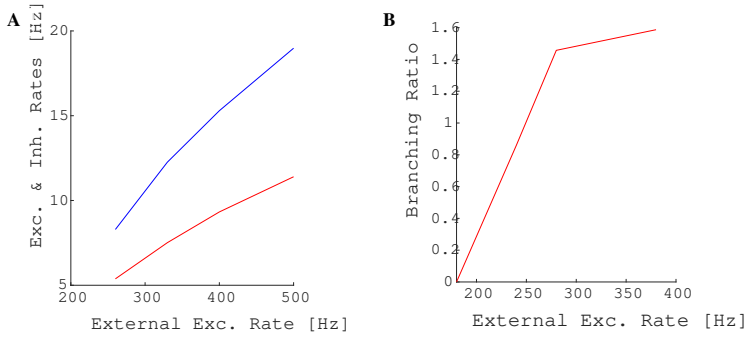 A
Exc. & Inh. Rates [Hz]
20
15
10
5
200 300 400 500
External Exc. Rate [Hz]
B
Branching Ratio
1.6
1.4
1.2
1
0.8
0.6
0.4
0.2
0
200 250 300 350 400
External Exc. Rate [Hz]